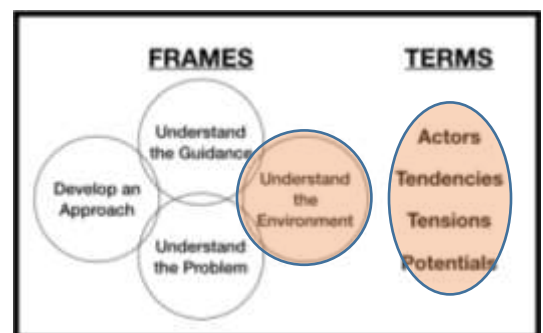 FRAMES
TERMS
Understand
the Guidance
Develop an
Approach
Understand
the
Environment
Understand
the Problem
Actors
Tendencies
Tensions
Potentials